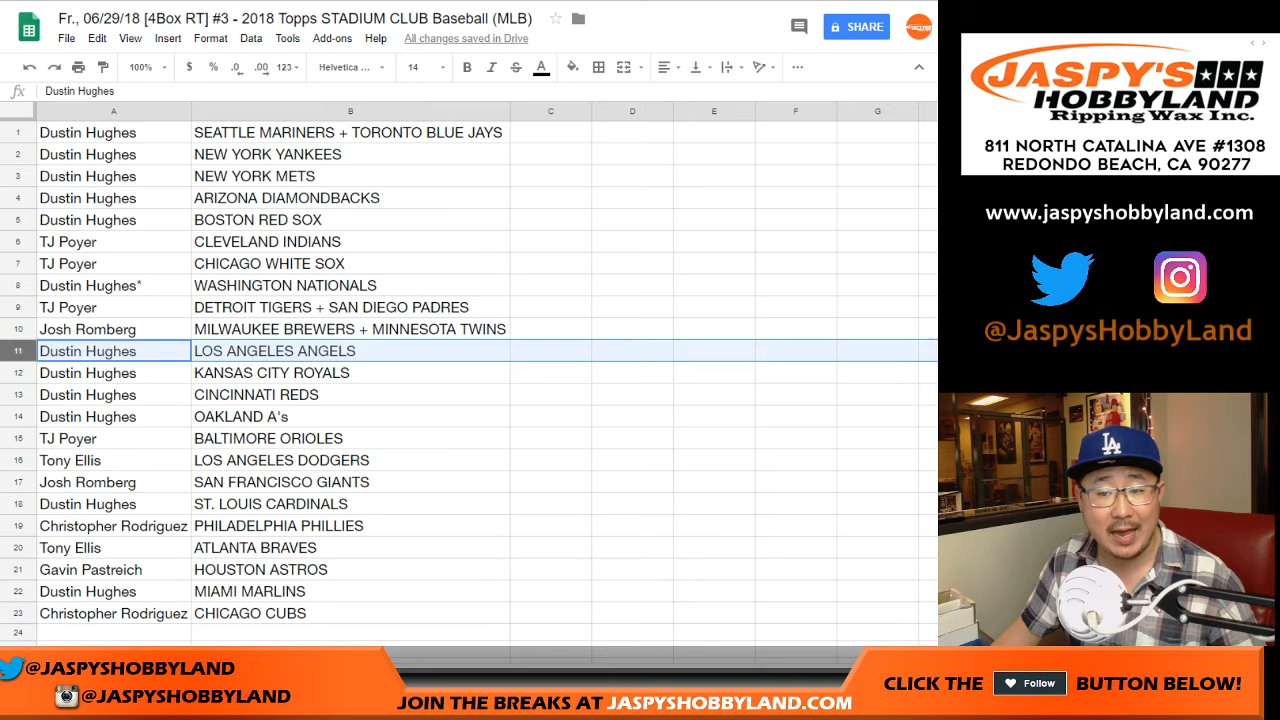 Fr., 06/29/18 [4Box RT] #3 - 2018 Topps STADIUM CLUB Baseball (MLB)
File Edit View Insert Format Data Tools Add-ons Help All changes saved in Drive
SHARE
100% $ % .0 .00 123 Helvetica ... 14 B I S A
fx Dustin Hughes
A B C D E F G
1 Dustin Hughes SEATTLE MARINERS + TORONTO BLUE JAYS
2 Dustin Hughes NEW YORK YANKEES
3 Dustin Hughes NEW YORK METS
4 Dustin Hughes ARIZONA DIAMONDBACKS
5 Dustin Hughes BOSTON RED SOX
6 TJ Poyer CLEVELAND INDIANS
7 TJ Poyer CHICAGO WHITE SOX
8 Dustin Hughes* WASHINGTON NATIONALS
9 TJ Poyer DETROIT TIGERS + SAN DIEGO PADRES
10 Josh Romberg MILWAUKEE BREWERS + MINNESOTA TWINS
11 Dustin Hughes LOS ANGELES ANGELS
12 Dustin Hughes KANSAS CITY ROYALS
13 Dustin Hughes CINCINNATI REDS
14 Dustin Hughes OAKLAND A's
15 TJ Poyer BALTIMORE ORIOLES
16 Tony Ellis LOS ANGELES DODGERS
17 Josh Romberg SAN FRANCISCO GIANTS
18 Dustin Hughes ST. LOUIS CARDINALS
19 Christopher Rodriguez PHILADELPHIA PHILLIES
20 Tony Ellis ATLANTA BRAVES
21 Gavin Pastreich HOUSTON ASTROS
22 Dustin Hughes MIAMI MARLINS
23 Christopher Rodriguez CHICAGO CUBS
24
JASPY'S
HOBBYLAND
Ripping Wax Inc.
811 NORTH CATALINA AVE #1308
REDONDO BEACH, CA 90277
www.jaspyshobbyland.com
@JaspysHobbyLand
LA
@JASPYSHOBBYLAND
@JASPYSHOBBYLAND
JOIN THE BREAKS AT JASPYSHOBBYLAND.COM
CLICK THE Follow BUTTON BELOW!